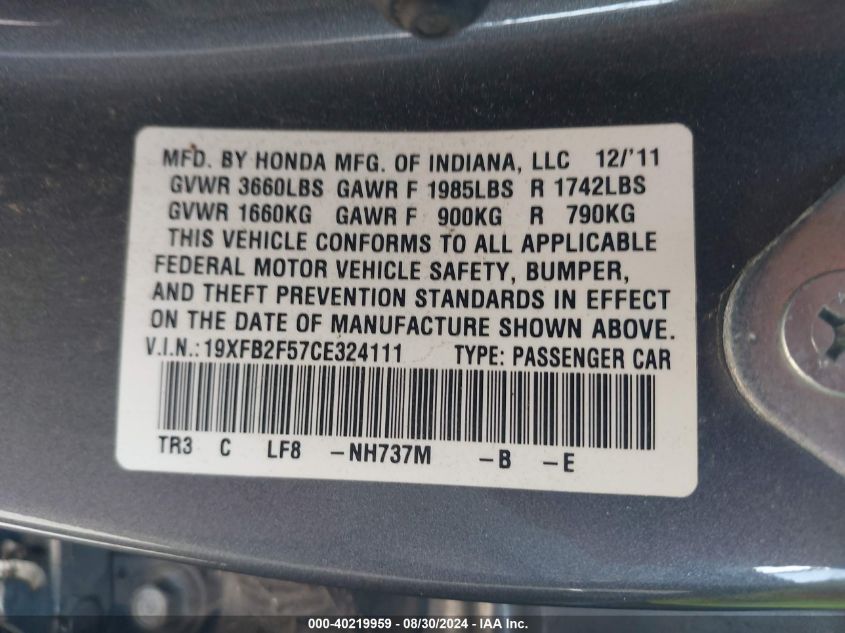 MFD. BY HONDA MFG. OF INDIANA, LLC 12/'11
GVWR 3660LBS GAWR F 1985LBS R 1742LBS
GVWR 1660KG GAWR F 900KG R 790KG
THIS VEHICLE CONFORMS TO ALL APPLICABLE
FEDERAL MOTOR VEHICLE SAFETY, BUMPER,
AND THEFT PREVENTION STANDARDS IN EFFECT
ON THE DATE OF MANUFACTURE SHOWN ABOVE.
V.I.N.:19XFB2F57CE324111 TYPE: PASSENGER CAR
TR3 C LF8 -NH737M -B -E
000-40219959 - 08/30/2024 - IAA Inc.